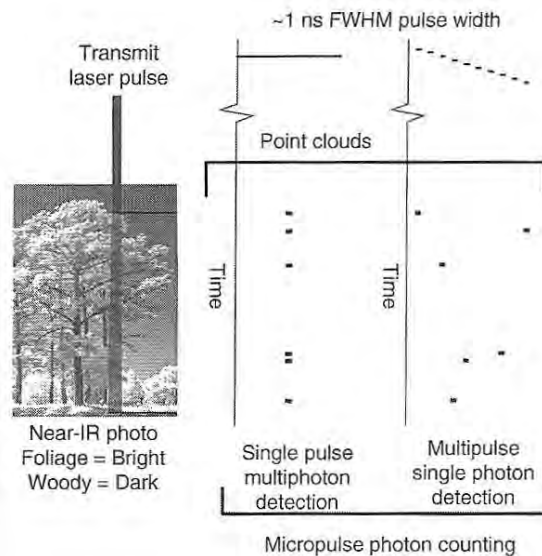 ~1 ns FWHM pulse width
Transmit
laser pulse
Point clouds
Time
Time
Near-IR photo
Foliage = Bright
Woody = Dark
Single pulse
multiphoton
detection
Multipulse
single photon
detection
Micropulse photon counting